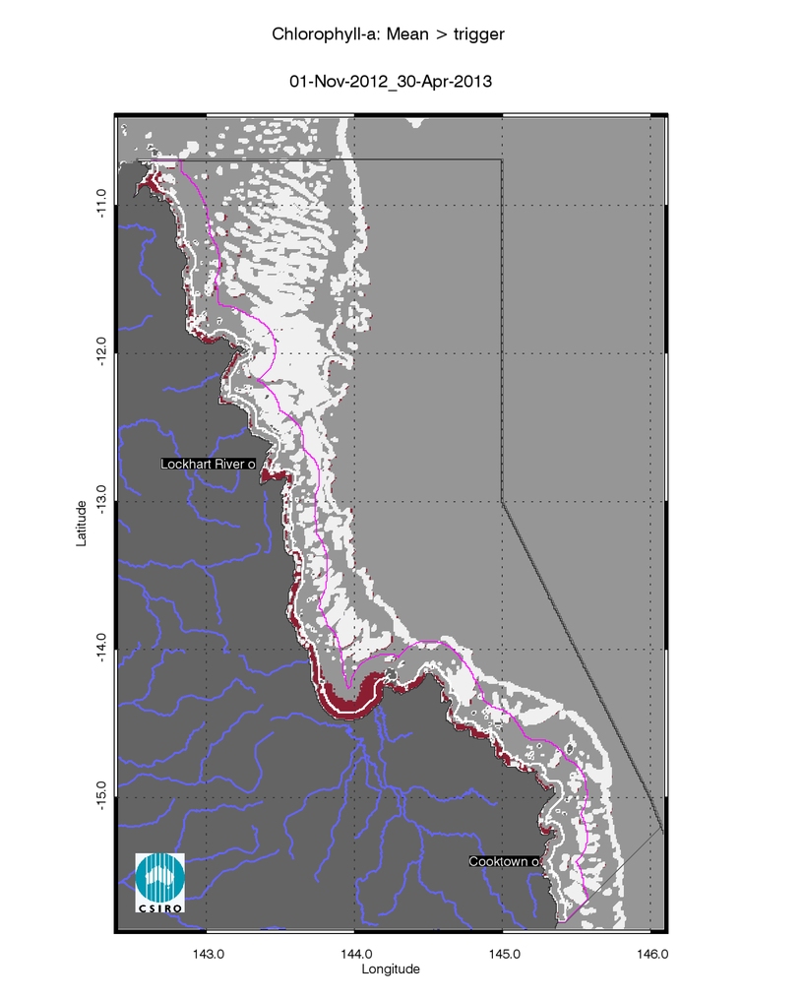 Chlorophyll-a: Mean > trigger
01-Nov-2012_30-Apr-2013
-11.0
-12.0
Lockhart River o
-13.0
Latitude
-14.0
-15.0
Cooktown o
CSIRO
143.0 144.0 145.0 146.0
Longitude